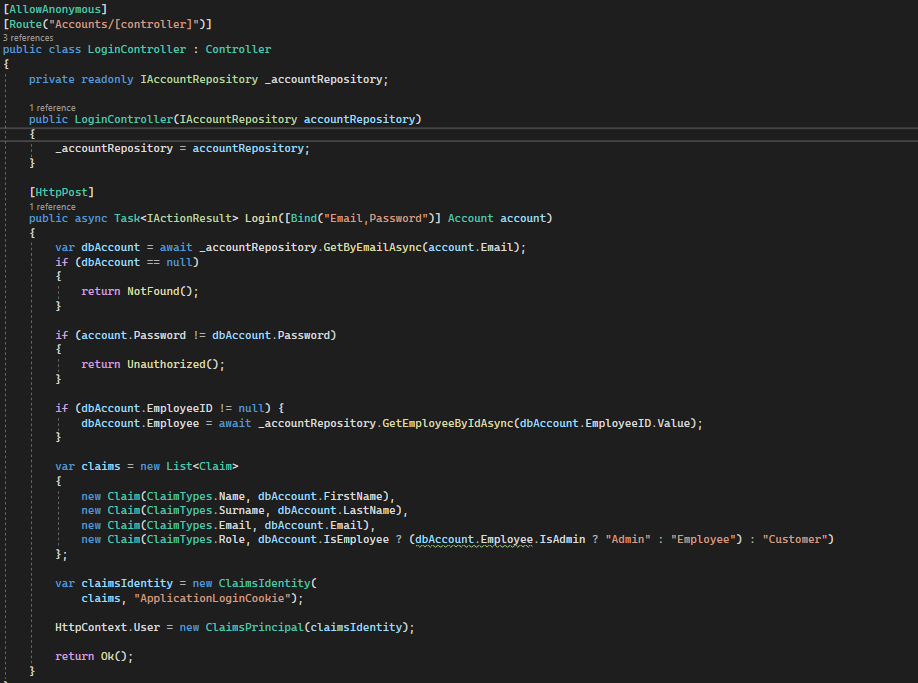 [AllowAnonymous]
[Route("Accounts/[controller]")]
3 references
public class LoginController : Controller
{
    private readonly IAccountRepository _accountRepository;
    1 reference
    public LoginController(IAccountRepository accountRepository)
    {
        _accountRepository = accountRepository;
    }
    [HttpPost]
    1 reference
    public async Task<IActionResult> Login([Bind("Email,Password")] Account account)
    {
        var dbAccount = await _accountRepository.GetByEmailAsync(account.Email);
        if (dbAccount == null)
        {
            return NotFound();
        }
        if (account.Password != dbAccount.Password)
        {
            return Unauthorized();
        }
        if (dbAccount.EmployeeID != null) {
            dbAccount.Employee = await _accountRepository.GetEmployeeByIdAsync(dbAccount.EmployeeID.Value);
        }
        var claims = new List<Claim>
        {
            new Claim(ClaimTypes.Name, dbAccount.FirstName),
            new Claim(ClaimTypes.Surname, dbAccount.LastName),
            new Claim(ClaimTypes.Email, dbAccount.Email),
            new Claim(ClaimTypes.Role, dbAccount.IsEmployee ? (dbAccount.Employee.IsAdmin ? "Admin" : "Employee") : "Customer")
        };
        var claimsIdentity = new ClaimsIdentity(
            claims, "ApplicationLoginCookie");
        HttpContext.User = new ClaimsPrincipal(claimsIdentity);
        return Ok();
    }